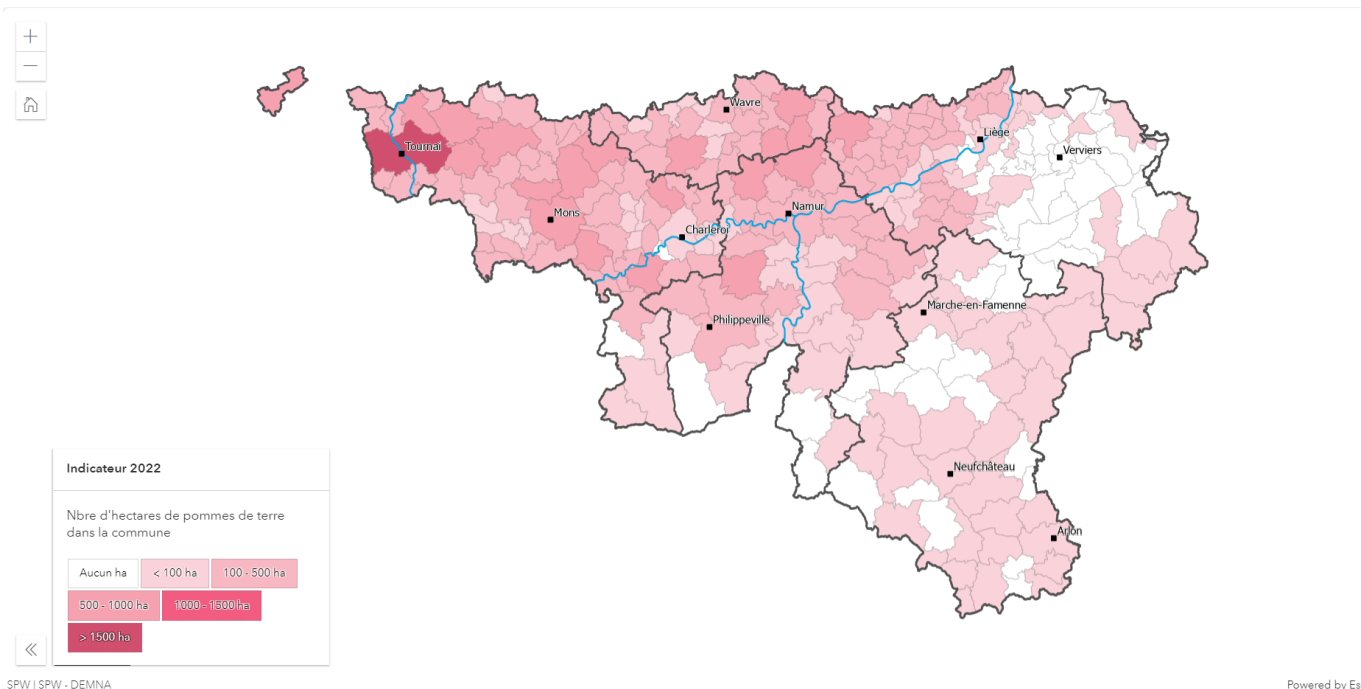 Wavre
Liège
Tournai
Verviers
Namur
Mons
Charleroi
Marche-en-Famenne
Philippeville
Indicateur 2022
Neufchâteau
Nbre d'hectares de pommes de terre
dans la commune
Arlon
Aucun ha
< 100 ha
100 - 500 ha
500 - 1000 ha
1000 - 1500 ha
> 1500 ha
SPW | SPW - DEMNA
Powered by Es